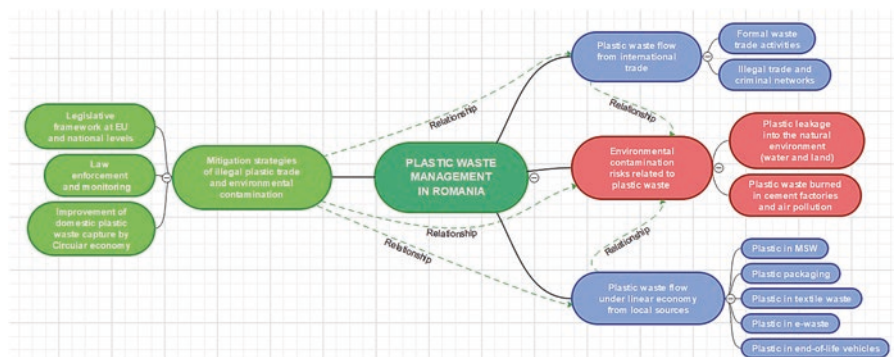 Legislative
framework at EU
and national levels
Law
enforcement
and monitoring
Improvement of
domestic plastic
waste capture by
Circular economy
Mitigation strategies
of illegal plastic trade
and environmental
contamination
PLASTIC WASTE
MANAGEMENT
IN ROMANIA
Relationship
Relationship
Relationship
Relationship
Relationship
Plastic waste flow
from international
trade
Formal waste
trade activities
Illegal trade and
criminal networks
Environmental
contamination
risks related to
plastic waste
Plastic leakage
into the natural
environment
(water and land)
Plastic waste burned
in cement factories
and air pollution
Plastic waste flow
under linear economy
from local sources
Plastic in MSW
Plastic packaging
Plastic in textile waste
Plastic in e-waste
Plastic in end-of-life vehicles